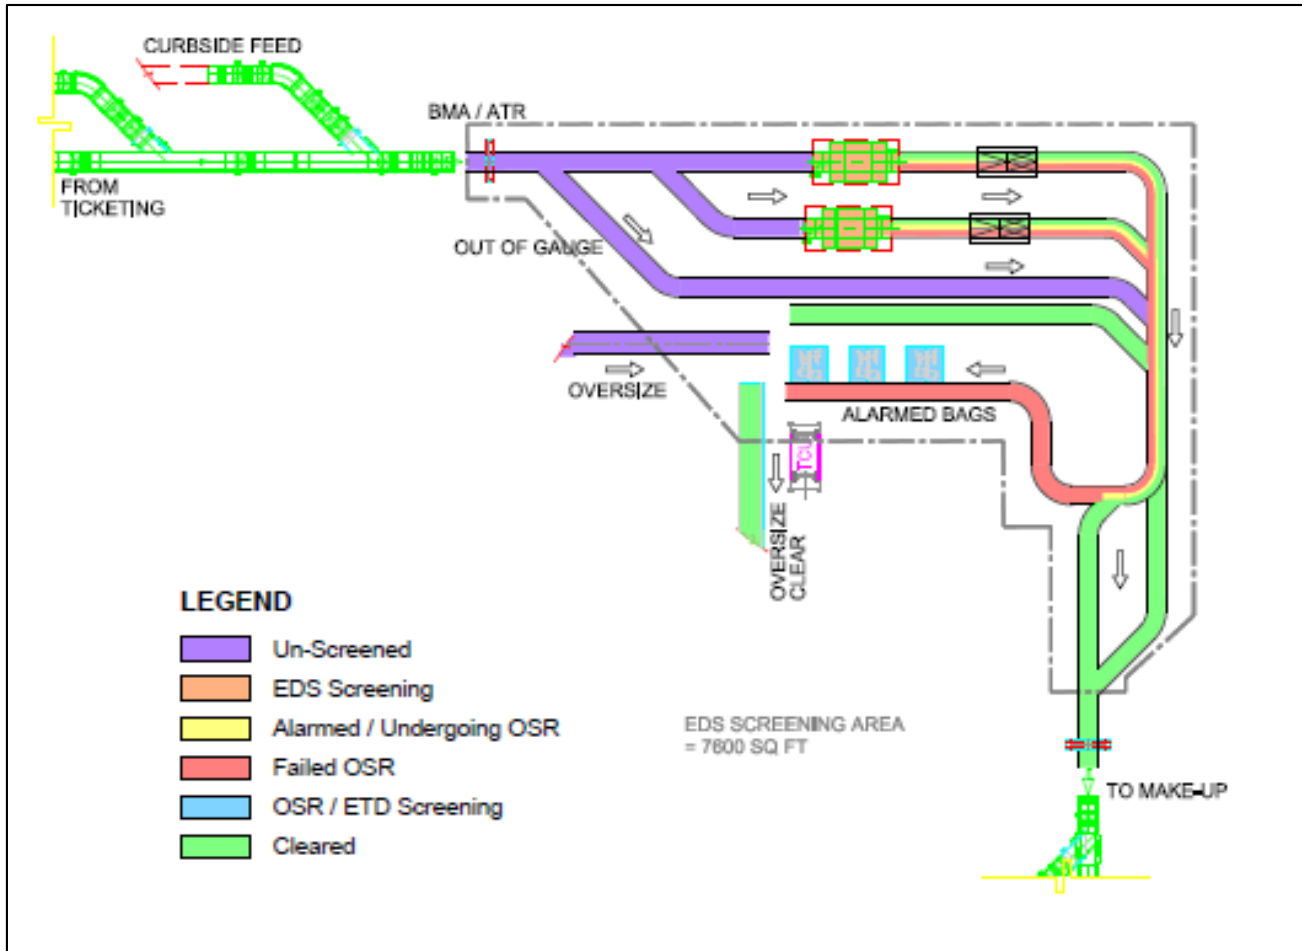 CURBSIDE FEED
BMA / ATR
FROM
TICKETING
OUT OF GAUGE
OVERSIZE
ALARMED BAGS
TCU
OVERSIZE
CLEAR
LEGEND
Un-Screened
EDS Screening
Alarmed / Undergoing OSR
Failed OSR
OSR / ETD Screening
Cleared
EDS SCREENING AREA
= 7600 SQ FT
TO MAKE-UP